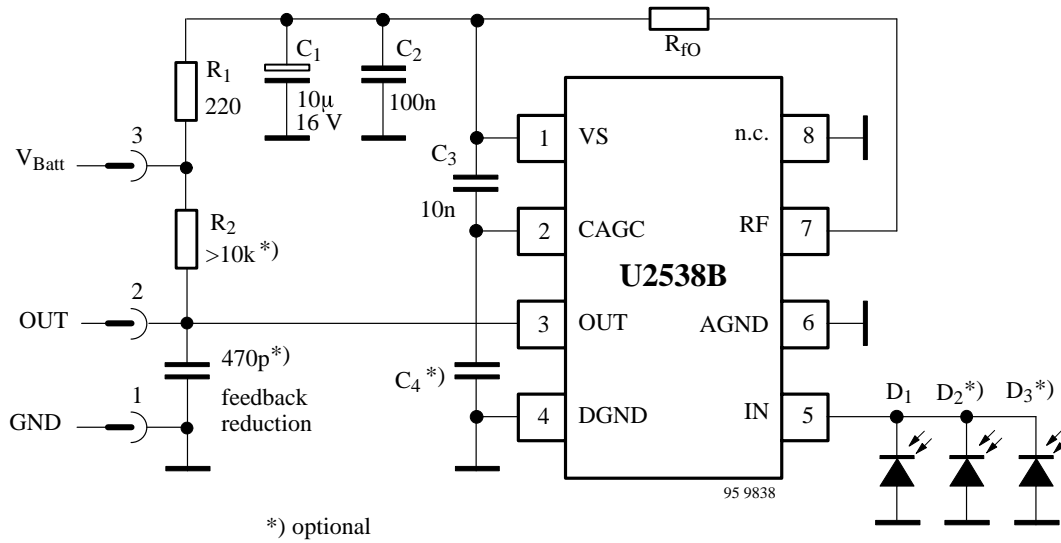 R1
220
C1
10µ
16 V
C2
100n
RfO
3
VBatt
C3
10n
1
VS
n.c.
8
R2
>10k*)
2
CAGC
RF
7
U2538B
2
OUT
3
OUT
AGND
6
470p*)
feedback
reduction
C4*)
1
GND
4
DGND
IN
5
D1
D2*)
D3*)
95 9838
*) optional